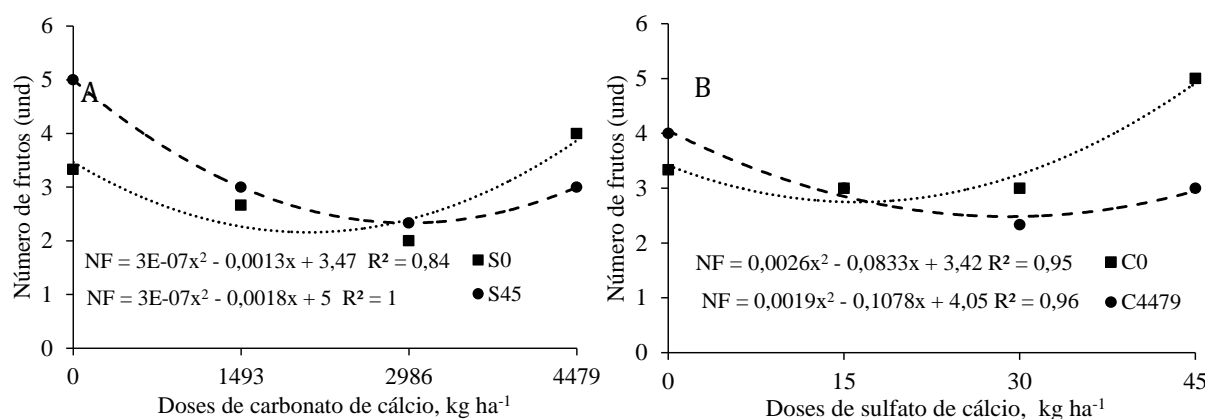 Número de frutos (und)
6
5
4
3
2
1
0
A
NF = 3E-07x² - 0,0013x + 3,47 R² = 0,84
S0
NF = 3E-07x² - 0,0018x + 5 R² = 1
S45
0 1493 2986 4479
Doses de carbonato de cálcio, kg ha⁻¹
Número de frutos (und)
6
5
4
3
2
1
0
B
NF = 0,0026x² - 0,0833x + 3,42 R² = 0,95
C0
NF = 0,0019x² - 0,1078x + 4,05 R² = 0,96
C4479
0 15 30 45
Doses de sulfato de cálcio, kg ha⁻¹